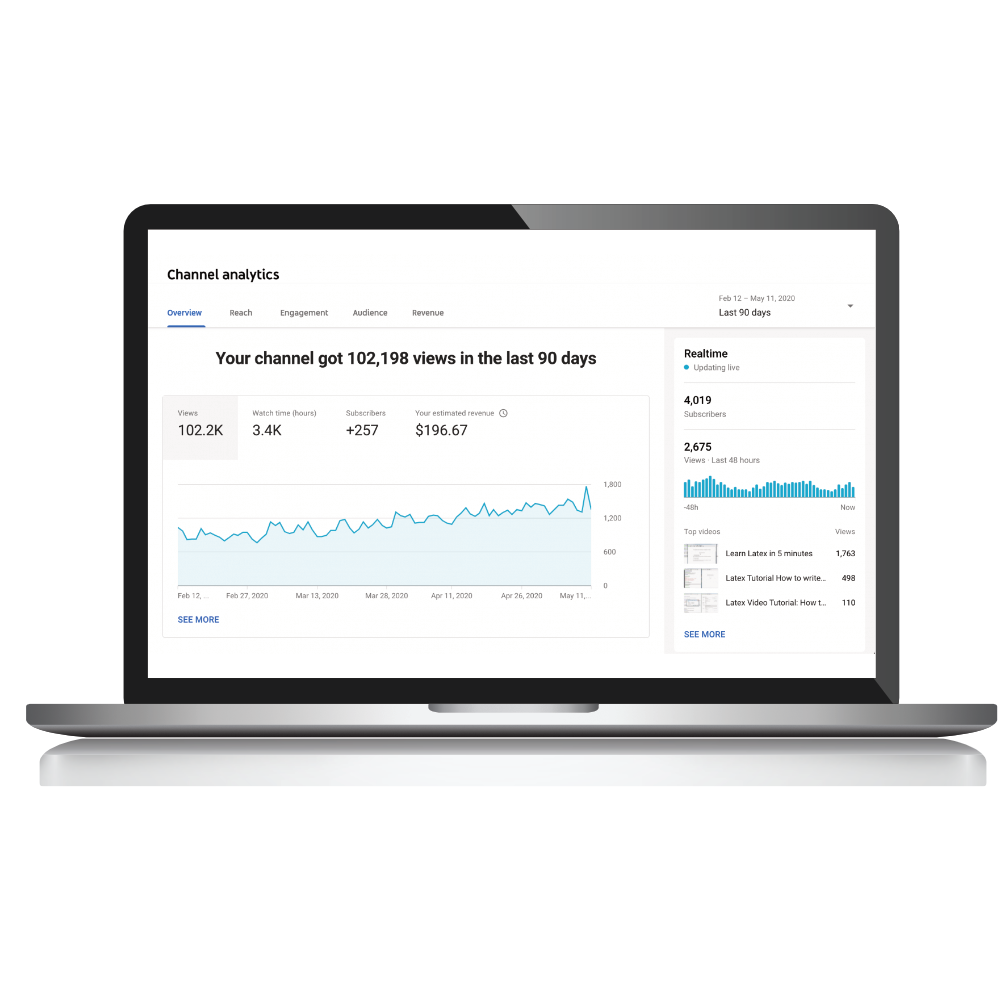 Channel analytics
Feb 12 – May 11, 2020
Last 90 days
Overview Reach Engagement Audience Revenue
Your channel got 102,198 views in the last 90 days
Views Watch time (hours) Subscribers Your estimated revenue
102.2K 3.4K +257 $196.67
1,800
1,200
600
0
Feb 12, ... Feb 27, 2020 Mar 13, 2020 Mar 28, 2020 Apr 11, 2020 Apr 26, 2020 May 11,...
SEE MORE
Realtime
Updating live
4,019
Subscribers
2,675
Views · Last 48 hours
-48h Now
Top videos Views
Learn Latex in 5 minutes 1,763
Latex Tutorial How to write... 498
Latex Video Tutorial: How t... 110
SEE MORE